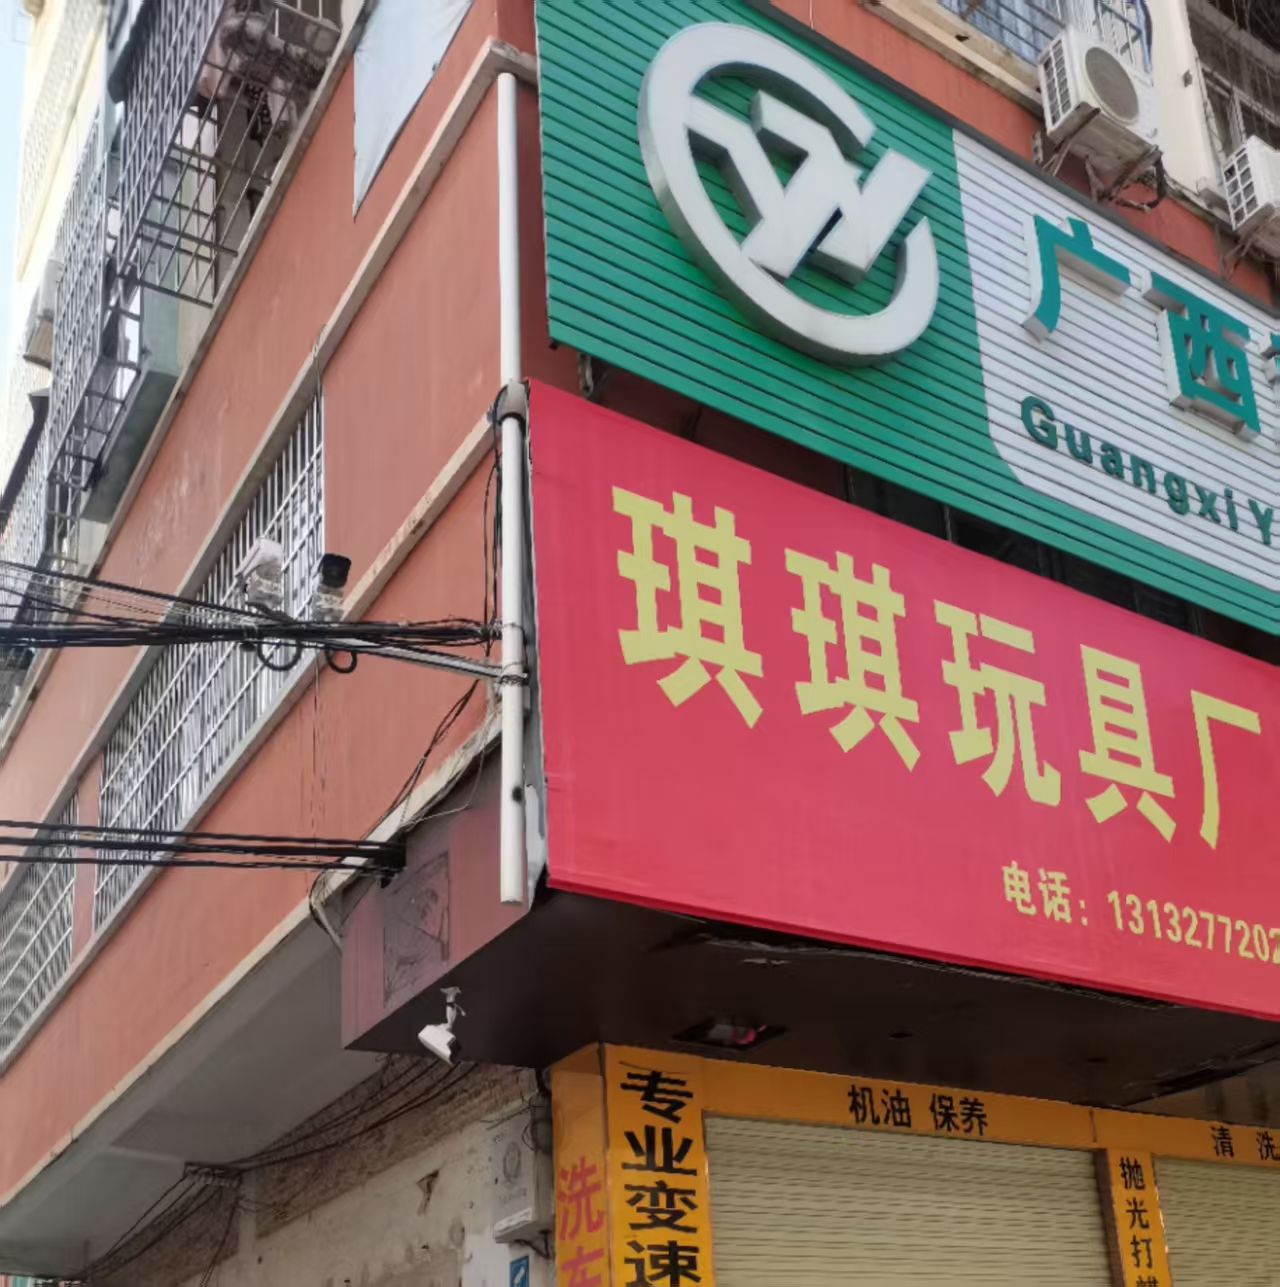 广西
Guangxi Y
琪琪玩具厂
电话：1313277202
机油 保养
清洗
专业变速
洗车
抛光打